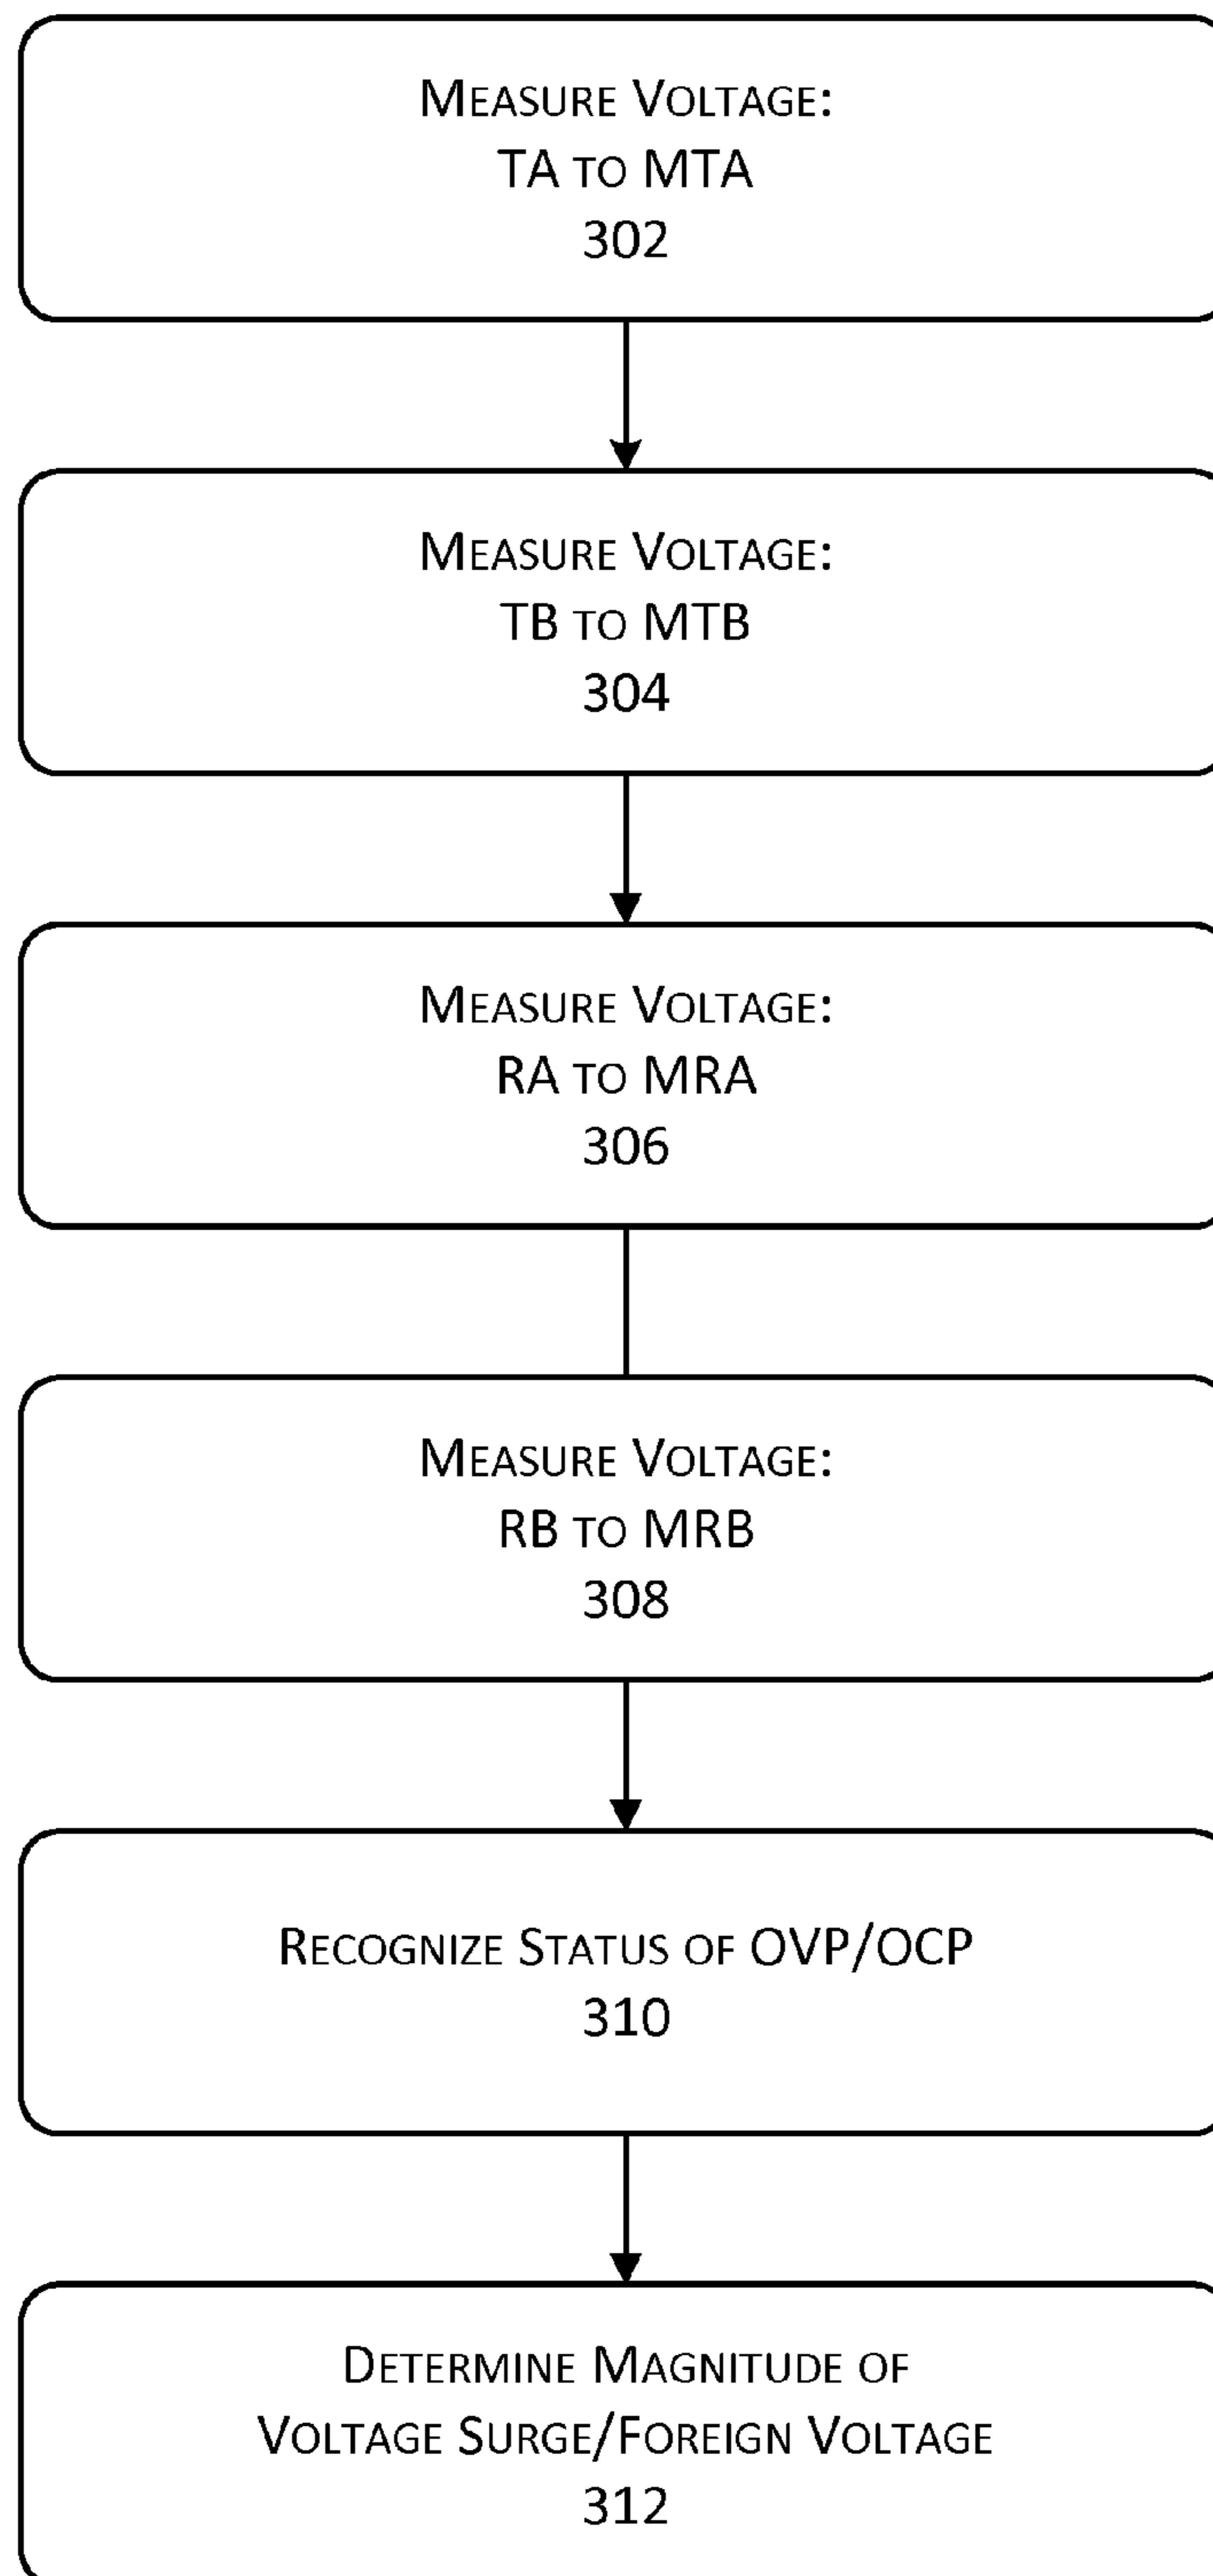 MEASURE VOLTAGE:
TA TO MTA
302
MEASURE VOLTAGE:
TB TO MTB
304
MEASURE VOLTAGE:
RA TO MRA
306
MEASURE VOLTAGE:
RB TO MRB
308
RECOGNIZE STATUS OF OVP/OCP
310
DETERMINE MAGNITUDE OF
VOLTAGE SURGE/FOREIGN VOLTAGE
312